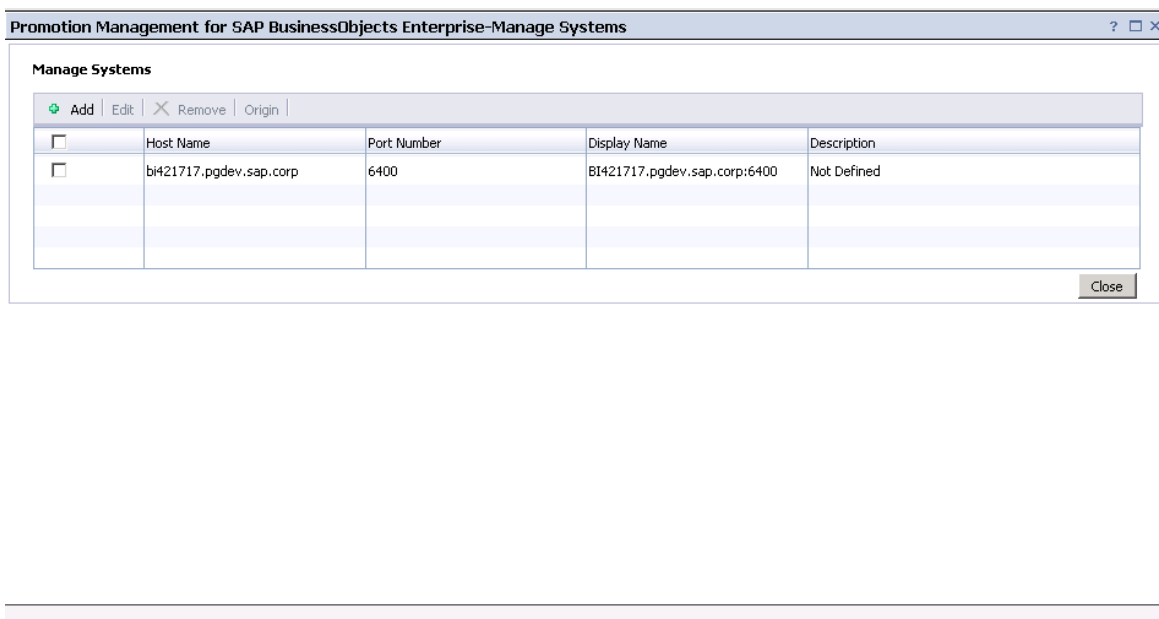 Promotion Management for SAP BusinessObjects Enterprise-Manage Systems ?
Manage Systems
Add Edit Remove Origin
Host Name Port Number Display Name Description
bi421717.pgdev.sap.corp 6400 BI421717.pgdev.sap.corp:6400 Not Defined
Close